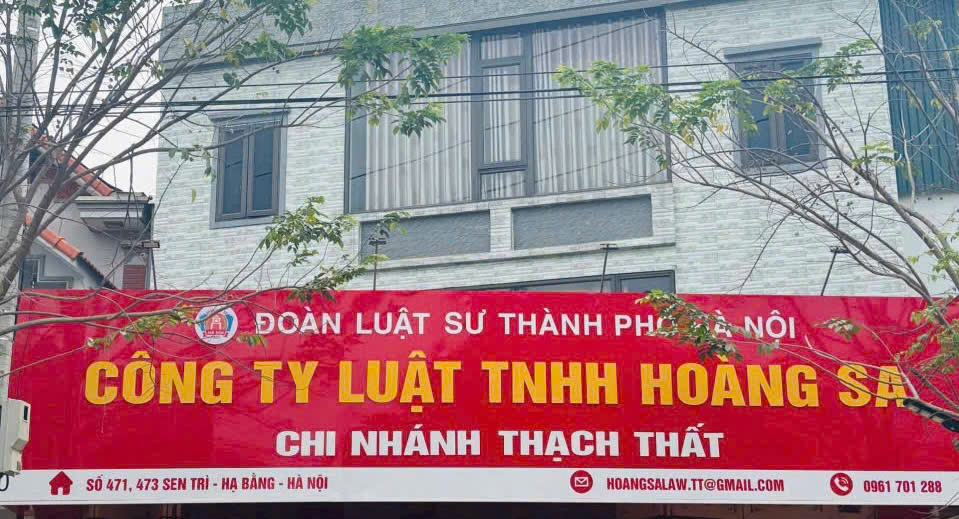 ĐOÀN LUẬT SƯ THÀNH PHỐ HÀ NỘI
CÔNG TY LUẬT TNHH HOÀNG SA
CHI NHÁNH THẠCH THẤT
SỐ 471, 473 SEN TRÌ - HẠ BẰNG - HÀ NỘI
HOANGSALAW.TT@GMAIL.COM
0961 701 288